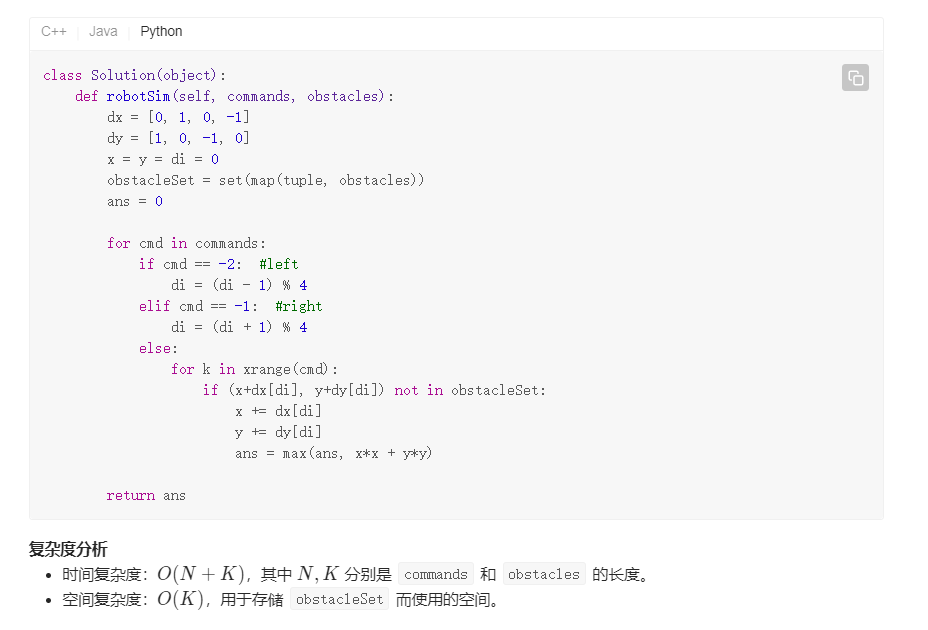 C++ Java Python
class Solution(object):
    def robotSim(self, commands, obstacles):
        dx = [0, 1, 0, -1]
        dy = [1, 0, -1, 0]
        x = y = di = 0
        obstacleSet = set(map(tuple, obstacles))
        ans = 0
        for cmd in commands:
            if cmd == -2:  #left
                di = (di - 1) % 4
            elif cmd == -1:  #right
                di = (di + 1) % 4
            else:
                for k in xrange(cmd):
                    if (x+dx[di], y+dy[di]) not in obstacleSet:
                        x += dx[di]
                        y += dy[di]
                        ans = max(ans, x*x + y*y)
        return ans
复杂度分析
• 时间复杂度：O(N + K)，其中 N, K 分别是 commands 和 obstacles 的长度。
• 空间复杂度：O(K)，用于存储 obstacleSet 而使用的空间。